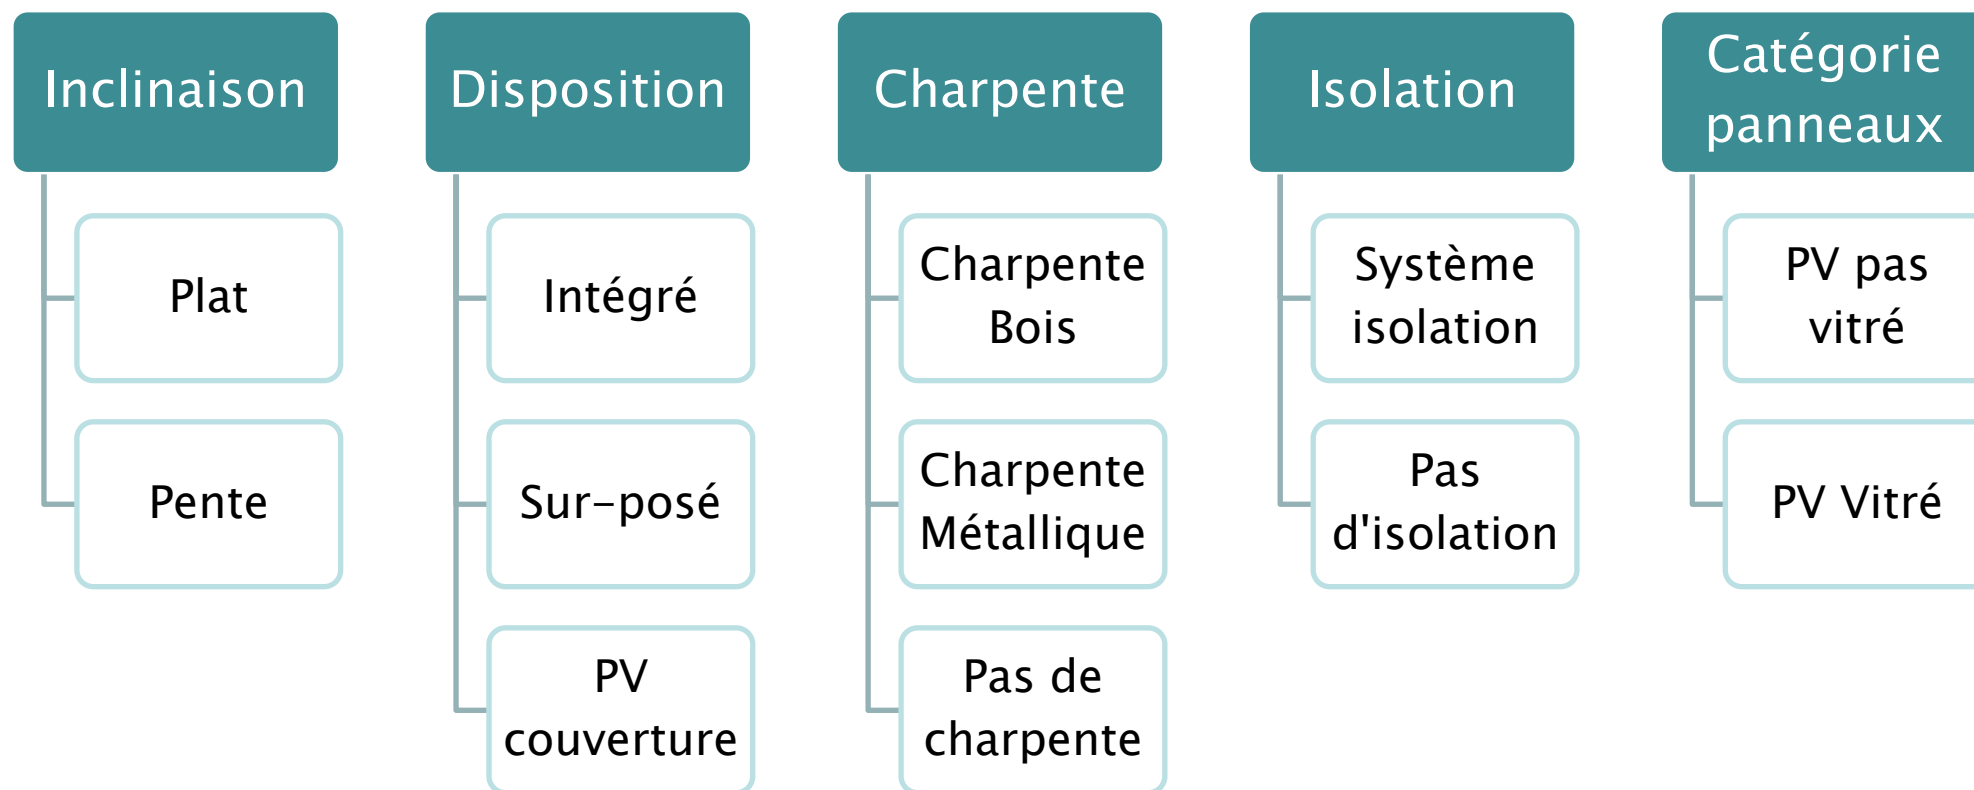 Inclinaison
Plat
Pente
Disposition
Intégré
Sur-posé
PV
couverture
Charpente
Charpente
Bois
Charpente
Métallique
Pas de
charpente
Isolation
Système
isolation
Pas
d'isolation
Catégorie
panneaux
PV pas
vitré
PV Vitré